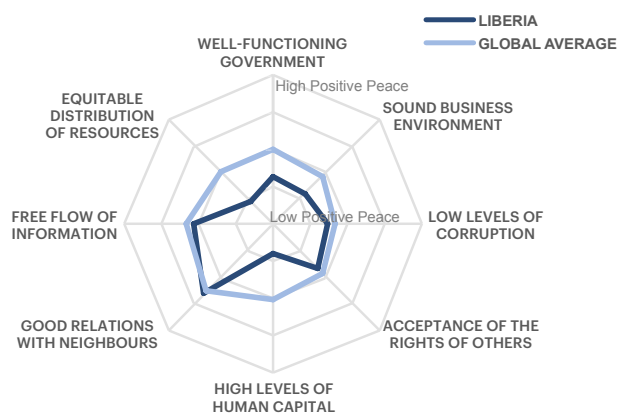 LIBERIA
GLOBAL AVERAGE
WELL-FUNCTIONING
GOVERNMENT
High Positive Peace
EQUITABLE
DISTRIBUTION
OF RESOURCES
SOUND BUSINESS
ENVIRONMENT
FREE FLOW OF
INFORMATION
Low Positive Peace
LOW LEVELS OF
CORRUPTION
GOOD RELATIONS
WITH NEIGHBOURS
ACCEPTANCE OF THE
RIGHTS OF OTHERS
HIGH LEVELS OF
HUMAN CAPITAL